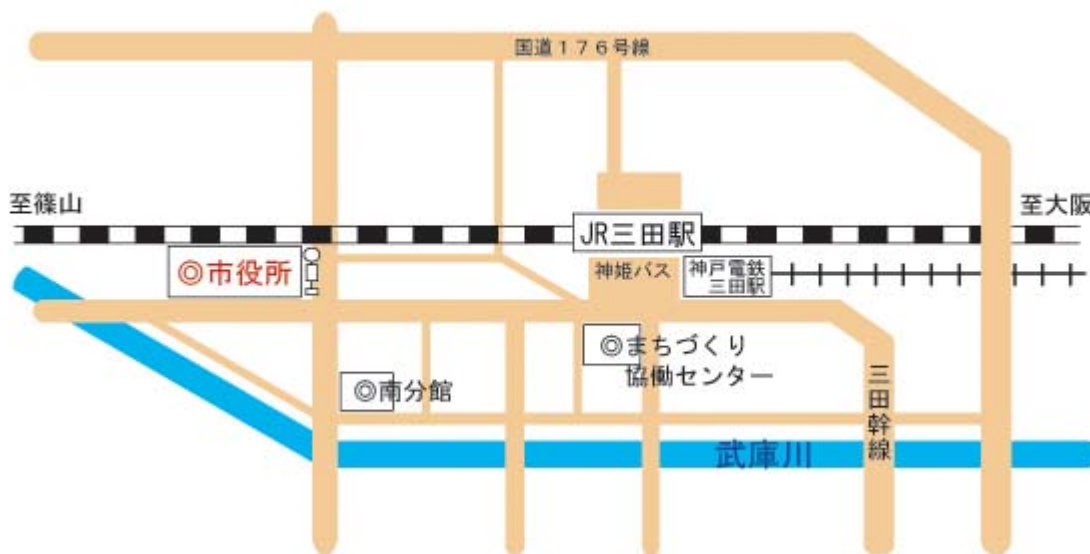 国道１７６号線
至篠山
至大阪
JR三田駅
◎市役所
神姫バス
神戸電鉄
三田駅
◎まちづくり
協働センター
◎南分館
三田幹線
武庫川